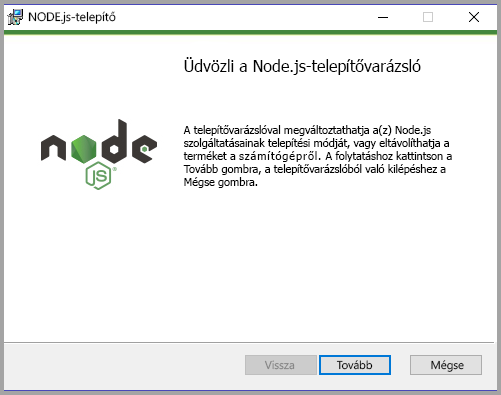 NODE.js-telepítő
Üdvözli a Node.js-telepítővarázsló
A telepítővarázslóval megváltoztathatja a(z) Node.js
szolgáltatásainak telepítési módját, vagy eltávolíthatja a
terméket a számítógépről. A folytatáshoz kattintson a
Tovább gombra, a telepítővarázslóból való kilépéshez a
Mégse gombra.
node
JS®
Vissza
Tovább
Mégse